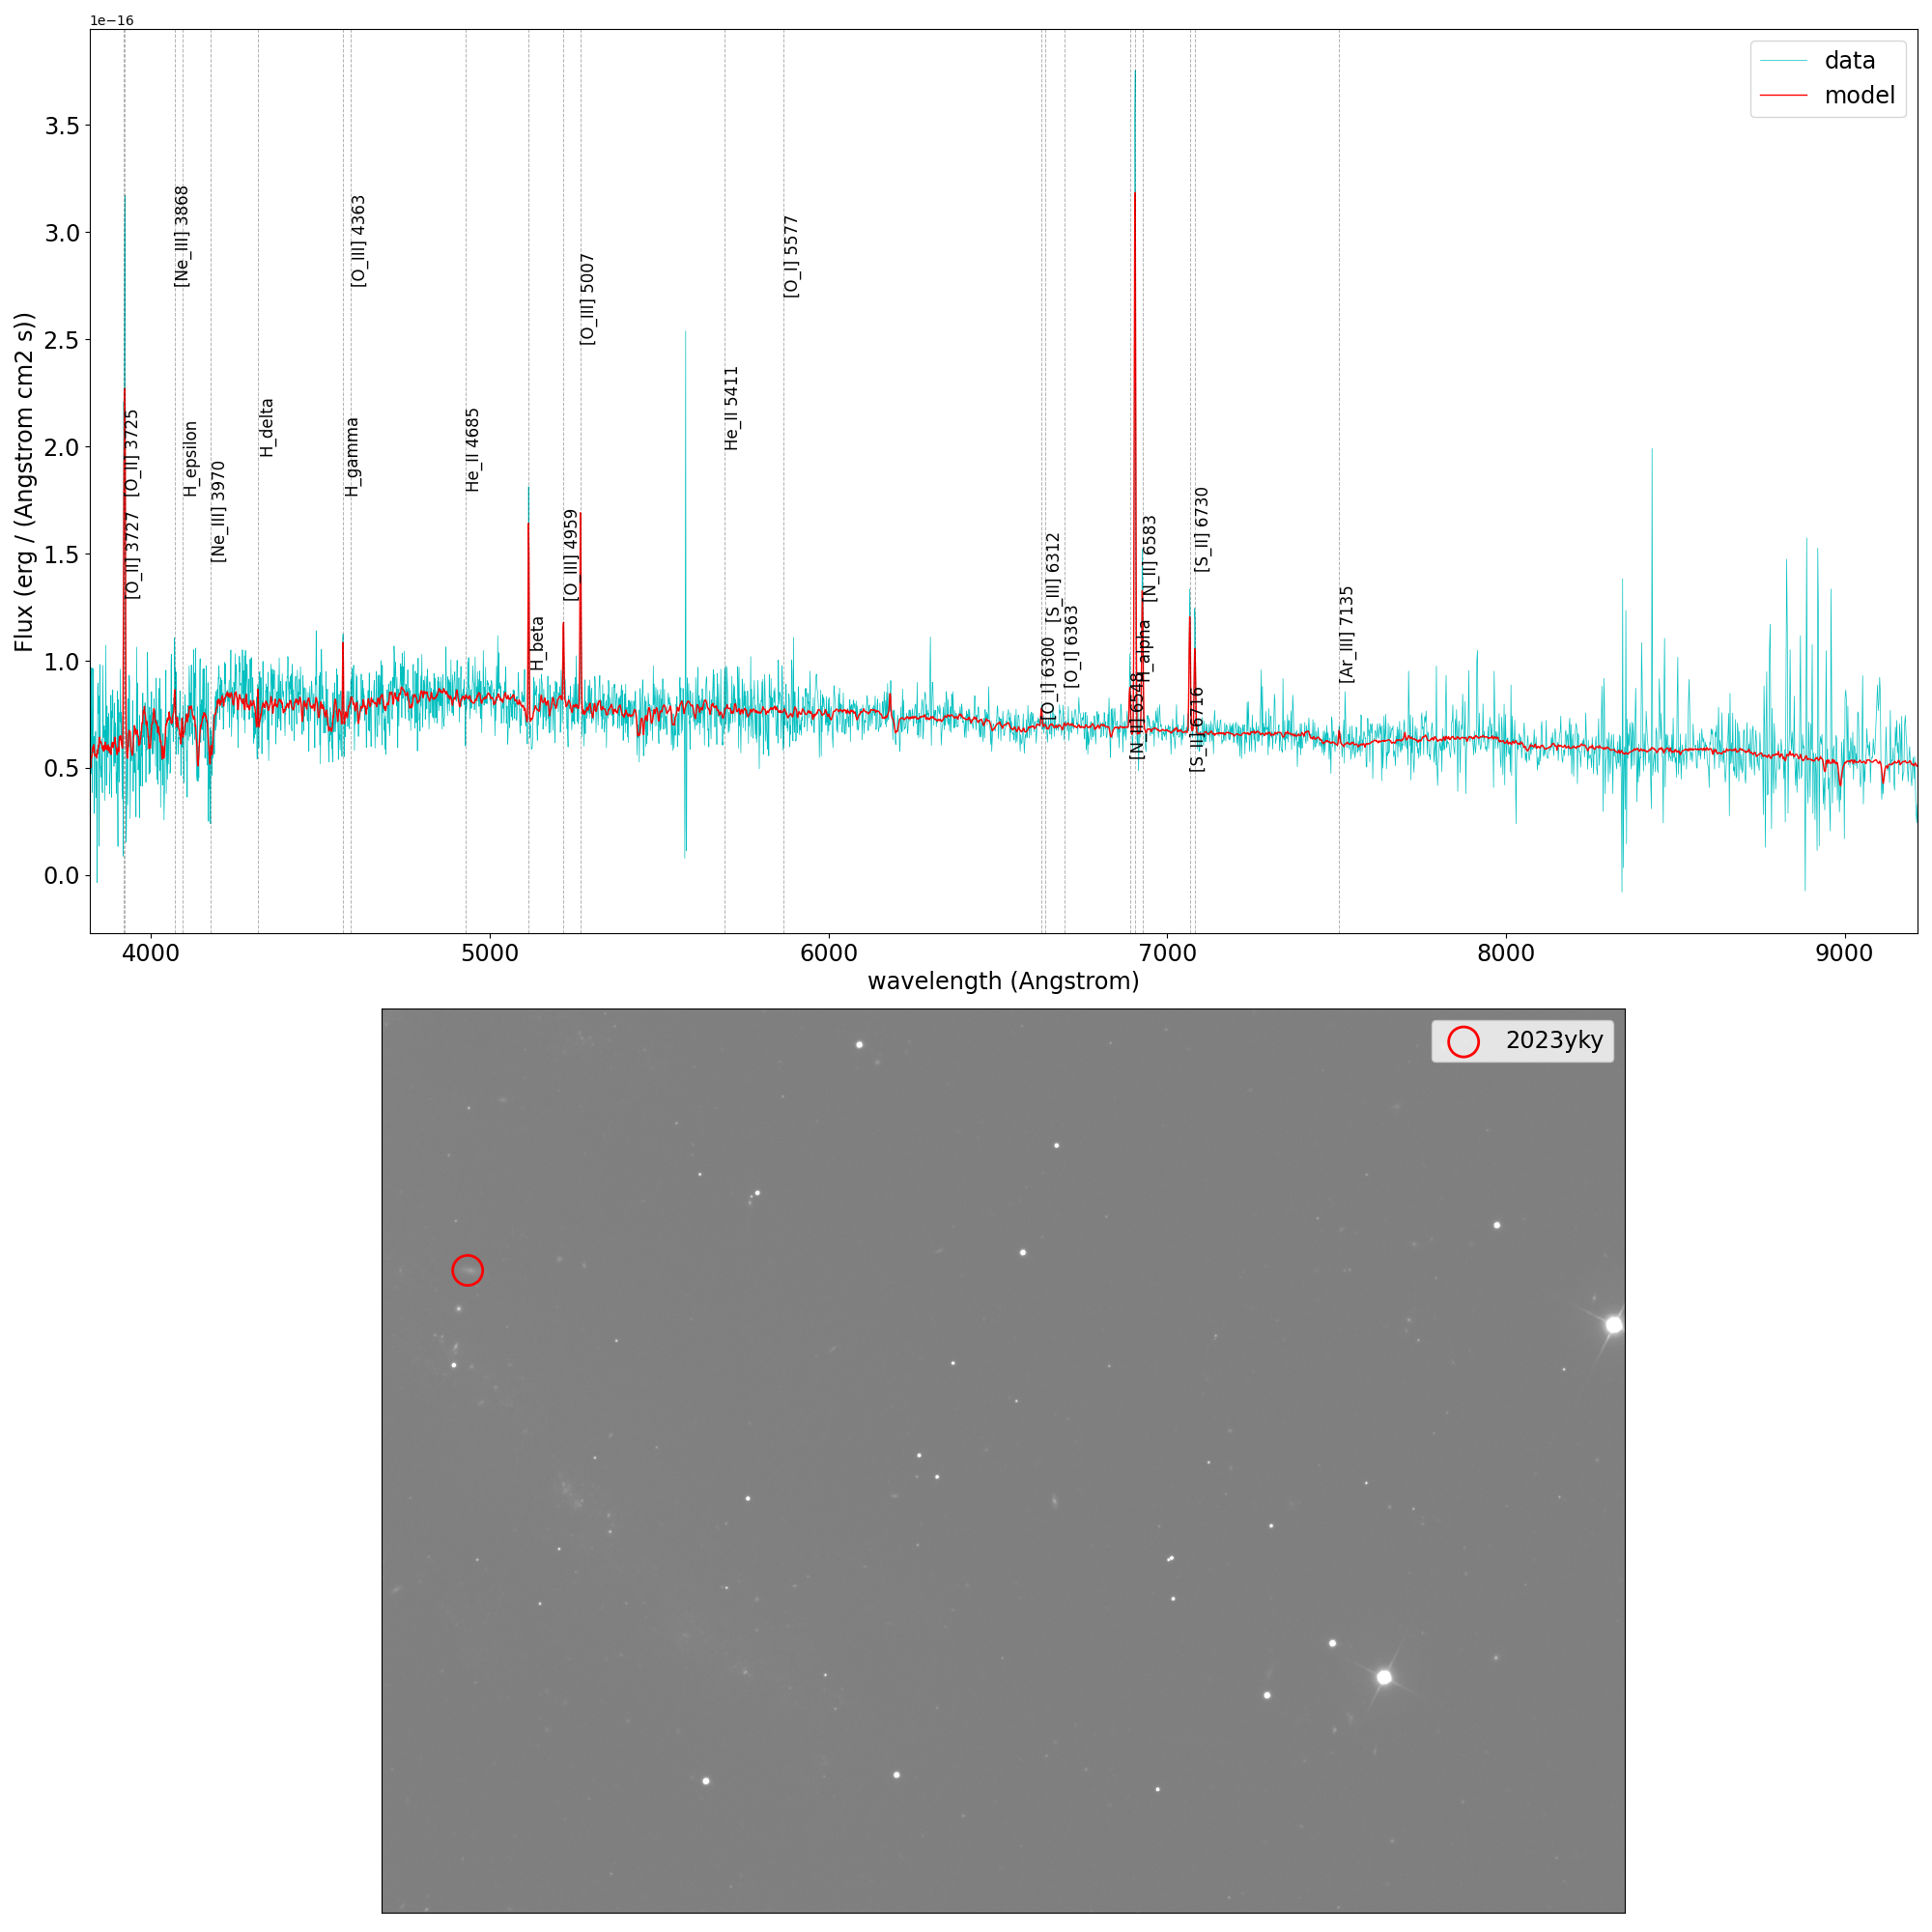 1e−16
data
model
3.5
3.0
2.5
2.0
1.5
1.0
0.5
0.0
Flux (erg / (Angstrom cm2 s))
[O_II] 3727
[O_II] 3725
[Ne_III] 3868
H_epsilon
[Ne_III] 3970
H_delta
H_gamma
[O_III] 4363
He_II 4685
H_beta
[O_III] 4959
[O_III] 5007
He_II 5411
[O_I] 5577
[O_I] 6300
[S_III] 6312
[O_I] 6363
[N_II] 6548
H_alpha
[N_II] 6583
[S_II] 6716
[S_II] 6730
[Ar_III] 7135
4000
5000
6000
7000
8000
9000
wavelength (Angstrom)
2023yky